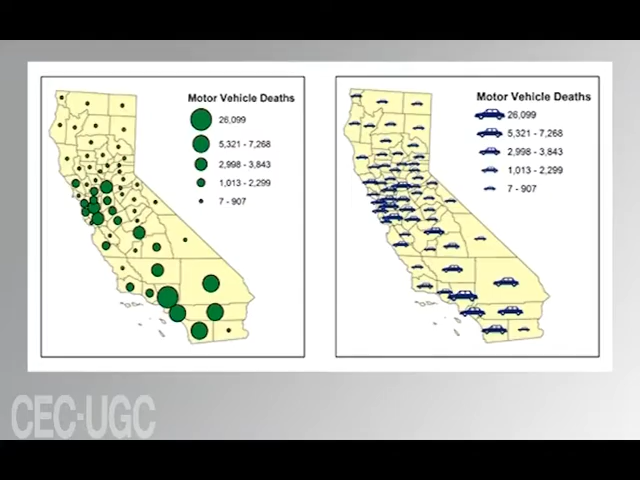 Motor Vehicle Deaths
26,099
5,321 - 7,268
2,998 - 3,843
1,013 - 2,299
7 - 907
Motor Vehicle Deaths
26,099
5,321 - 7,268
2,998 - 3,843
1,013 - 2,299
7 - 907
CEC-UGC